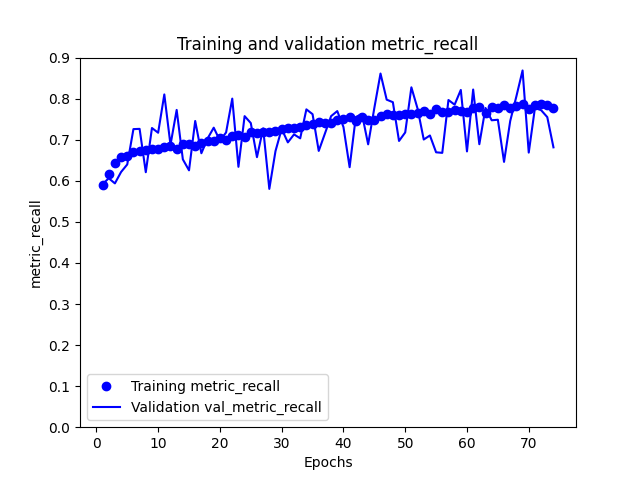 Training and validation metric_recall
metric_recall
0.9
0.8
0.7
0.6
0.5
0.4
0.3
0.2
0.1
0.0
Training metric_recall
Validation val_metric_recall
0 10 20 30 40 50 60 70
Epochs